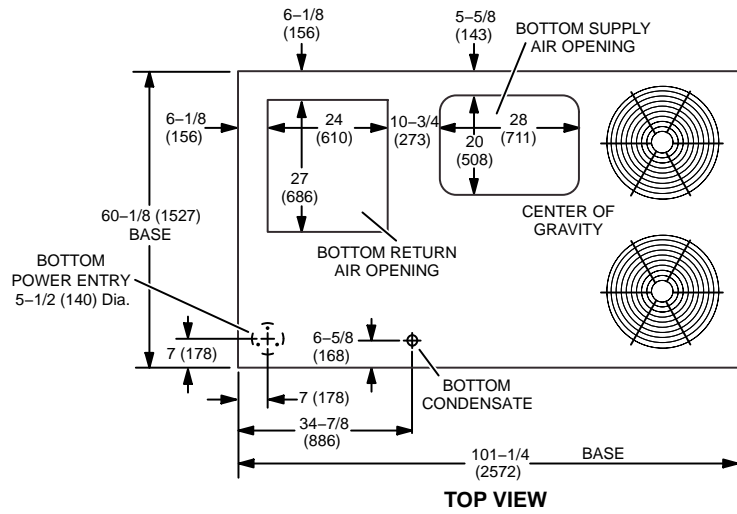 6–1/8
(156)
5–5/8
(143)
BOTTOM SUPPLY
AIR OPENING
6–1/8
(156)
24
(610)
10–3/4
(273)
28
(711)
20
(508)
27
(686)
60–1/8 (1527)
BASE
CENTER OF
GRAVITY
BOTTOM RETURN
AIR OPENING
BOTTOM
POWER ENTRY
5–1/2 (140) Dia.
7 (178)
6–5/8
(168)
7 (178)
BOTTOM
CONDENSATE
34–7/8
(886)
101–1/4
(2572)
BASE
TOP VIEW